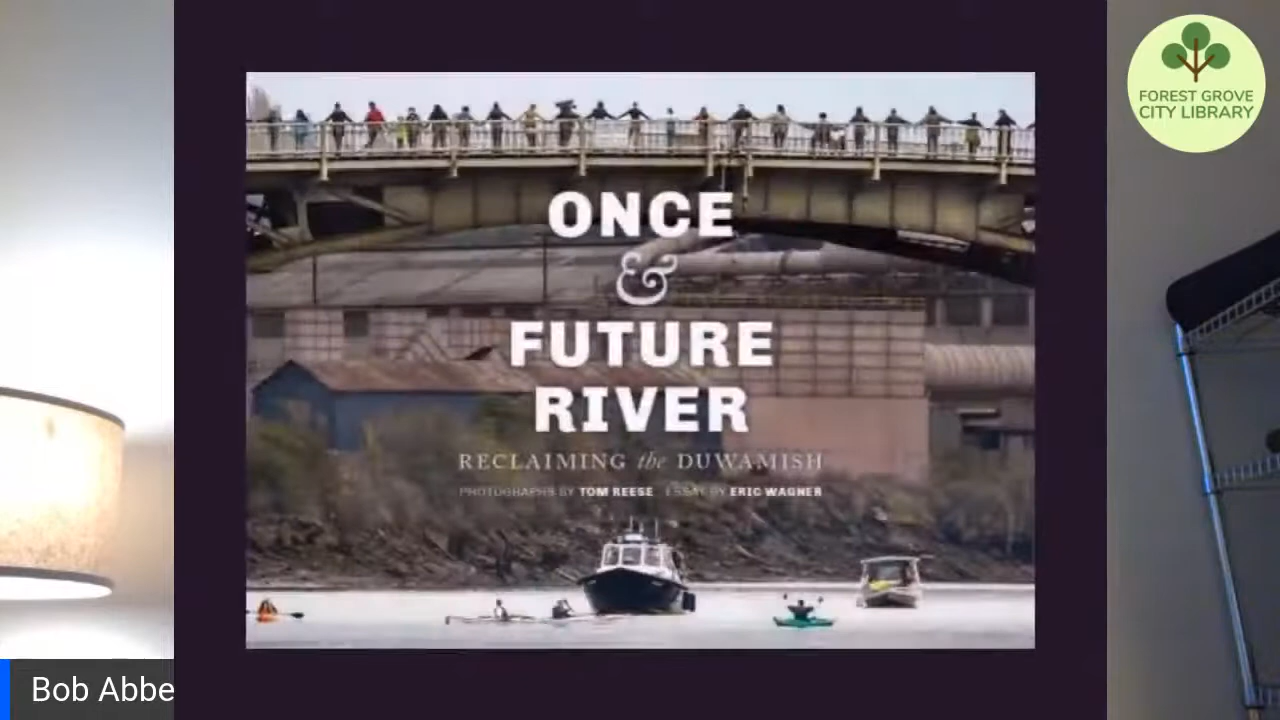 FOREST GROVE
CITY LIBRARY
ONCE
&
FUTURE
RIVER
RECLAIMING the DUWAMISH
PHOTOGRAPHS BY TOM REESE ESSAY BY ERIC WAGNER
Bob Abbe